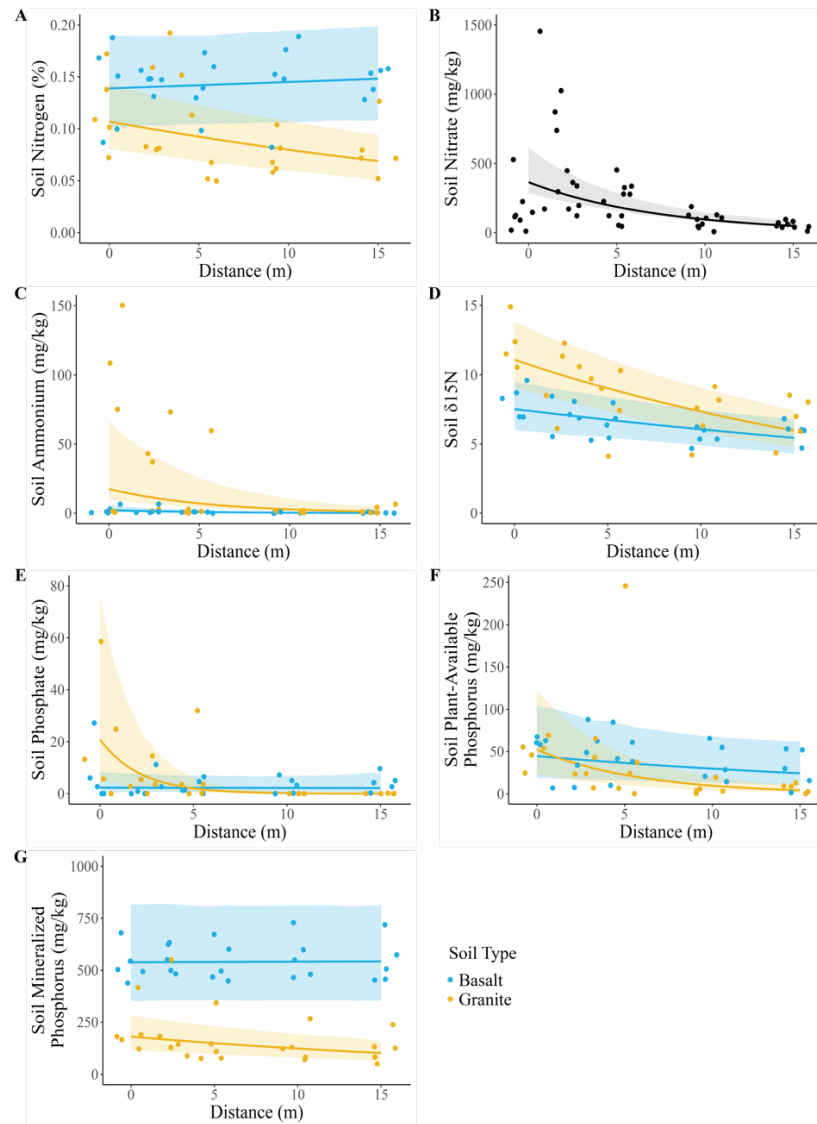 A
Soil Nitrogen (%)
0.20
0.15
0.10
0.05
0.00
0
5
10
15
Distance (m)
B
Soil Nitrate (mg/kg)
1500
1000
500
0
0
5
10
15
Distance (m)
C
Soil Ammonium (mg/kg)
150
100
50
0
0
5
10
15
Distance (m)
D
Soil δ15N
15
10
5
0
0
5
10
15
Distance (m)
E
Soil Phosphate (mg/kg)
80
60
40
20
0
0
5
10
15
Distance (m)
F
Soil Plant-Available
Phosphorus (mg/kg)
250
200
150
100
50
0
0
5
10
15
Distance (m)
G
Soil Mineralized
Phosphorus (mg/kg)
1000
750
500
250
0
0
5
10
15
Distance (m)
Soil Type
Basalt
Granite